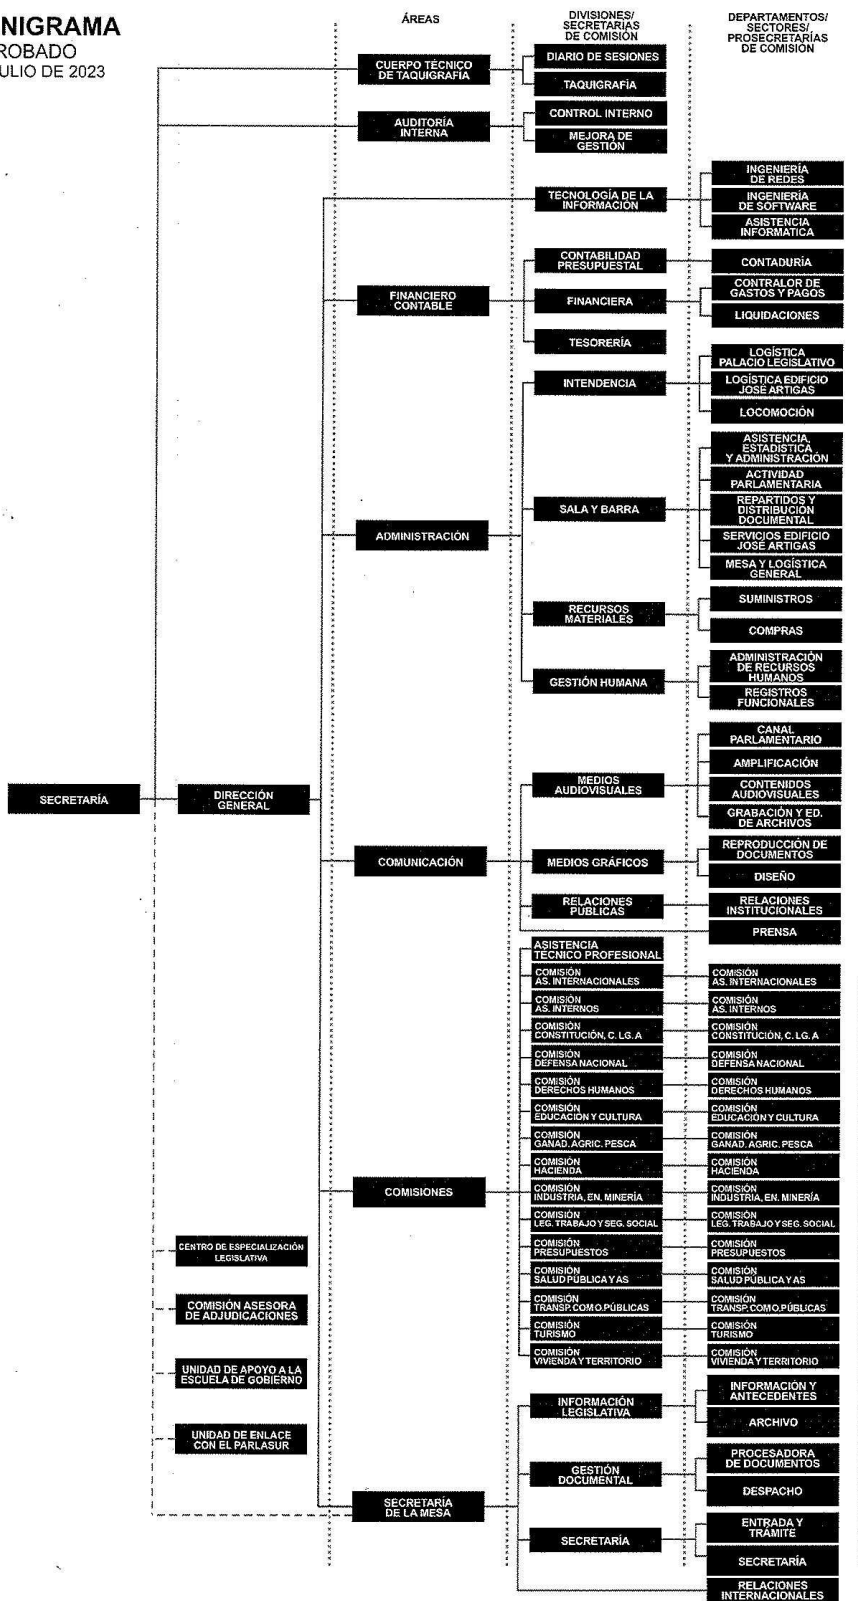 NIGRAMA
ROBADO
ULIO DE 2023
ÁREAS
DIVISIONES/
SECRETARÍAS
DE COMISIÓN
DEPARTAMENTOS/
SECTORES/
PROSECRETARÍAS
DE COMISIÓN
CUERPO TÉCNICO
DE TAQUIGRAFÍA
DIARIO DE SESIONES
TAQUIGRAFÍA
AUDITORÍA
INTERNA
CONTROL INTERNO
MEJORA DE
GESTIÓN
TECNOLOGÍA DE LA
INFORMACIÓN
INGENIERÍA
DE REDES
INGENIERÍA
DE SOFTWARE
ASISTENCIA
INFORMATICA
FINANCIERO
CONTABLE
CONTABILIDAD
PRESUPUESTAL
CONTADURÍA
FINANCIERA
CONTRALOR DE
GASTOS Y PAGOS
LIQUIDACIONES
TESORERÍA
ADMINISTRACIÓN
INTENDENCIA
LOGÍSTICA
PALACIO LEGISLATIVO
LOGÍSTICA EDIFICIO
JOSÉ ARTIGAS
LOCOMOCIÓN
SALA Y BARRA
ASISTENCIA,
ESTADÍSTICA
Y ADMINISTRACIÓN
ACTIVIDAD
PARLAMENTARIA
REPARTIDOS Y
DISTRIBUCIÓN
DOCUMENTAL
SERVICIOS EDIFICIO
JOSÉ ARTIGAS
MESA Y LOGÍSTICA
GENERAL
RECURSOS
MATERIALES
SUMINISTROS
COMPRAS
GESTIÓN HUMANA
ADMINISTRACIÓN
DE RECURSOS
HUMANOS
REGISTROS
FUNCIONALES
SECRETARÍA
DIRECCIÓN
GENERAL
COMUNICACIÓN
MEDIOS
AUDIOVISUALES
CANAL
PARLAMENTARIO
AMPLIFICACIÓN
CONTENIDOS
AUDIOVISUALES
GRABACIÓN Y ED.
DE ARCHIVOS
MEDIOS GRÁFICOS
REPRODUCCIÓN DE
DOCUMENTOS
DISEÑO
RELACIONES
PÚBLICAS
RELACIONES
INSTITUCIONALES
PRENSA
COMISIONES
ASISTENCIA
TÉCNICO PROFESIONAL
COMISIÓN
AS. INTERNACIONALES
COMISIÓN
AS. INTERNACIONALES
COMISIÓN
AS. INTERNOS
COMISIÓN
AS. INTERNOS
COMISIÓN
CONSTITUCIÓN, C. LG. A
COMISIÓN
CONSTITUCIÓN, C. LG. A
COMISIÓN
DEFENSA NACIONAL
COMISIÓN
DEFENSA NACIONAL
COMISIÓN
DERECHOS HUMANOS
COMISIÓN
DERECHOS HUMANOS
COMISIÓN
EDUCACION Y CULTURA
COMISIÓN
EDUCACIÓN Y CULTURA
COMISIÓN
GANAD. AGRIC. PESCA
COMISIÓN
GANAD. AGRIC. PESCA
COMISIÓN
HACIENDA
COMISIÓN
HACIENDA
COMISIÓN
INDUSTRIA, EN. MINERÍA
COMISIÓN
INDUSTRIA, EN. MINERÍA
COMISIÓN
LEG. TRABAJO Y SEG. SOCIAL
COMISIÓN
LEG. TRABAJO Y SEG. SOCIAL
COMISIÓN
PRESUPUESTOS
COMISIÓN
PRESUPUESTOS
COMISIÓN
SALUD PÚBLICA Y AS
COMISIÓN
SALUD PÚBLICA Y AS
COMISIÓN
TRANSP. COM O. PÚBLICAS
COMISIÓN
TRANSP. COM O. PÚBLICAS
COMISIÓN
TURISMO
COMISIÓN
TURISMO
COMISIÓN
VIVIENDA Y TERRITORIO
COMISIÓN
VIVIENDA Y TERRITORIO
CENTRO DE ESPECIALIZACIÓN
LEGISLATIVA
COMISIÓN ASESORA
DE ADJUDICACIONES
UNIDAD DE APOYO A LA
ESCUELA DE GOBIERNO
UNIDAD DE ENLACE
CON EL PARLASUR
SECRETARÍA
DE LA MESA
INFORMACIÓN
LEGISLATIVA
INFORMACIÓN Y
ANTECEDENTES
ARCHIVO
GESTIÓN
DOCUMENTAL
PROCESADORA
DE DOCUMENTOS
DESPACHO
SECRETARÍA
ENTRADA Y
TRÁMITE
SECRETARÍA
RELACIONES
INTERNACIONALES